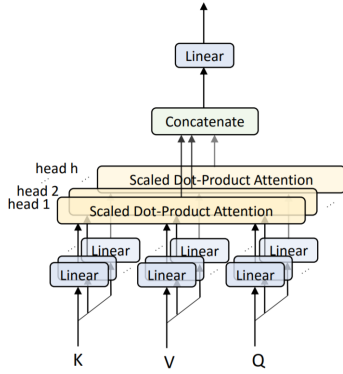 Linear
Concatenate
head h
Scaled Dot-Product Attention
head 2
head 1
Scaled Dot-Product Attention
Linear Linear Linear
Linear Linear Linear
K V Q